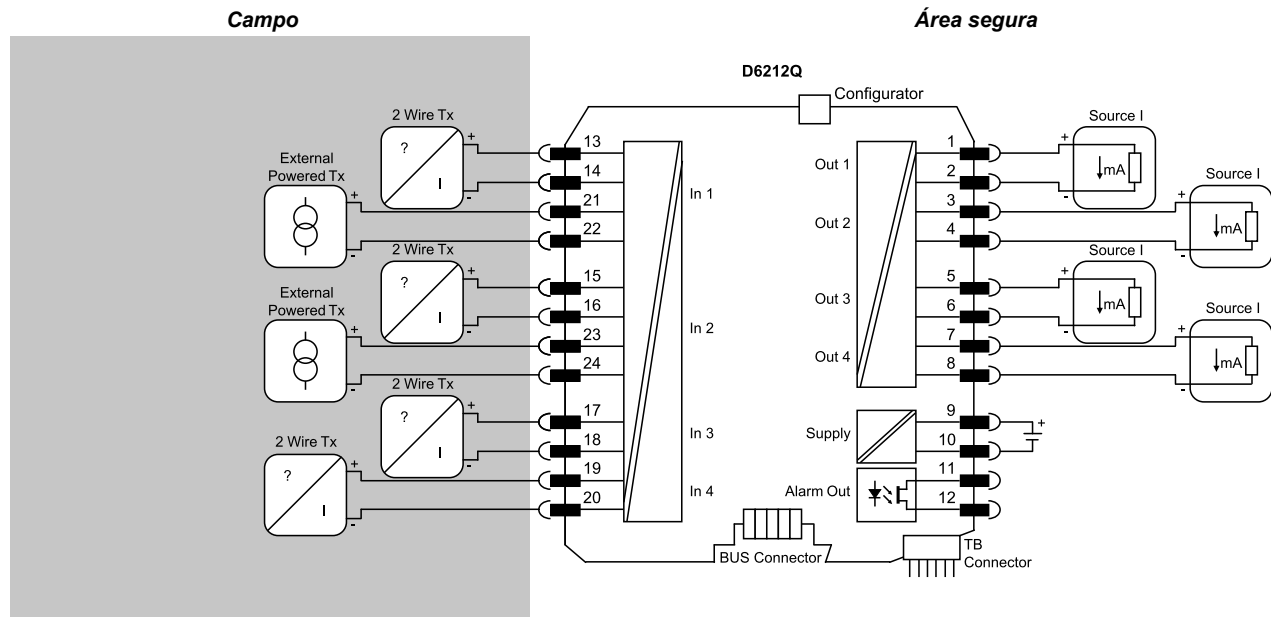 Campo
Área segura
D6212Q
Configurator
2 Wire Tx
?
I
+
-
External
Powered Tx
+
-
13
14
21
22
In 1
2 Wire Tx
?
I
+
-
External
Powered Tx
+
-
15
16
23
24
In 2
2 Wire Tx
?
I
+
-
17
18
In 3
2 Wire Tx
?
I
+
-
19
20
In 4
Out 1
1
2
+
-
Source I
mA
Out 2
3
4
+
-
Source I
mA
Out 3
5
6
+
-
Source I
mA
Out 4
7
8
+
-
Source I
mA
Supply
9
10
+
Alarm Out
11
12
BUS Connector
TB
Connector